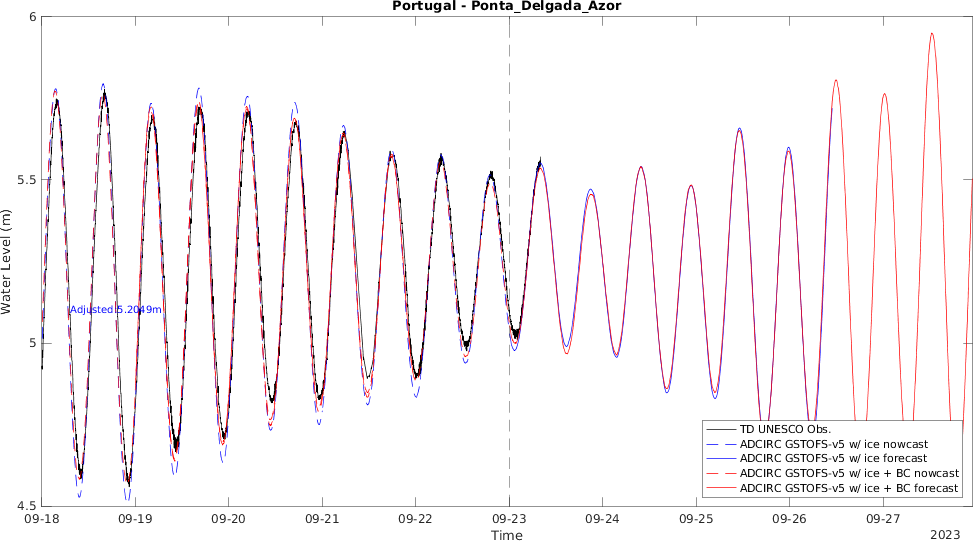 Portugal - Ponta_Delgada_Azor
6
5.5
5
4.5
Water Level (m)
Adjusted 5.2049m
TD UNESCO Obs.
ADCIRC GSTOFS-v5 w/ ice nowcast
ADCIRC GSTOFS-v5 w/ ice forecast
ADCIRC GSTOFS-v5 w/ ice + BC nowcast
ADCIRC GSTOFS-v5 w/ ice + BC forecast
09-18 09-19 09-20 09-21 09-22 09-23 09-24 09-25 09-26 09-27
Time
2023